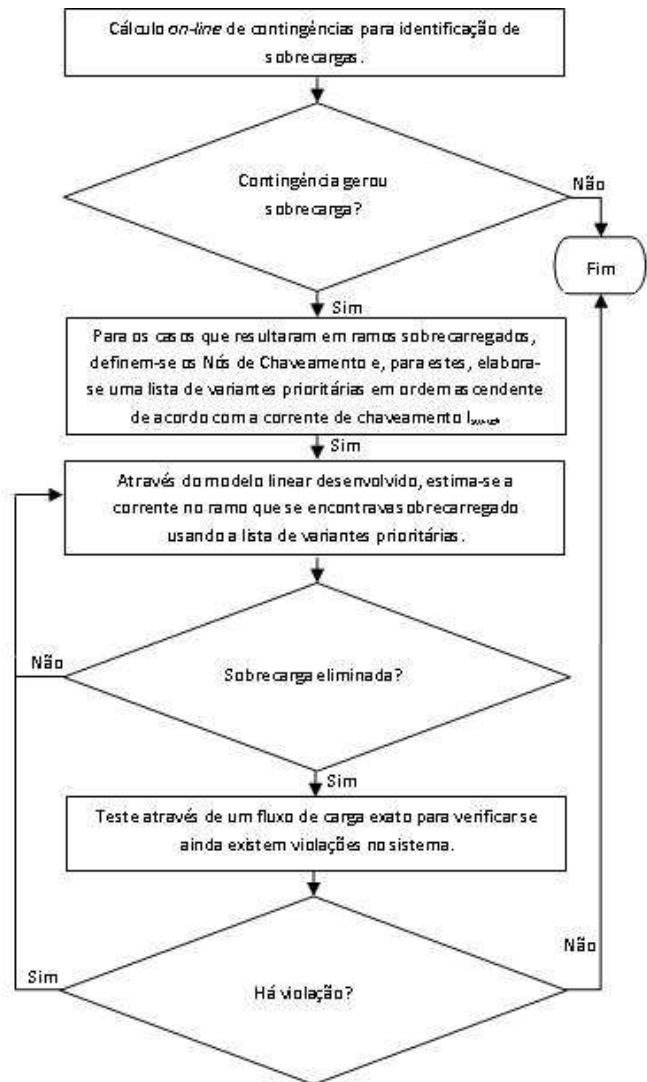 Cálculo on-line de contingências para identificação de
sobrecargas.
Contingência gerou
sobrecarga?
Não
Fim
Sim
Para os casos que resultaram em ramos sobrecarregados,
definem-se os Nós de Chaveamento e, para estes, elabora-
se uma lista de variantes prioritárias em ordem ascendente
de acordo com a corrente de chaveamento I
Sim
Através do modelo linear desenvolvido, estima-se a
corrente no ramo que se encontrava sobrecarregado
usando a lista de variantes prioritárias.
Não
Sobrecarga eliminada?
Sim
Teste através de um fluxo de carga exato para verificar se
ainda existem violações no sistema.
Não
Sim
Há violação?